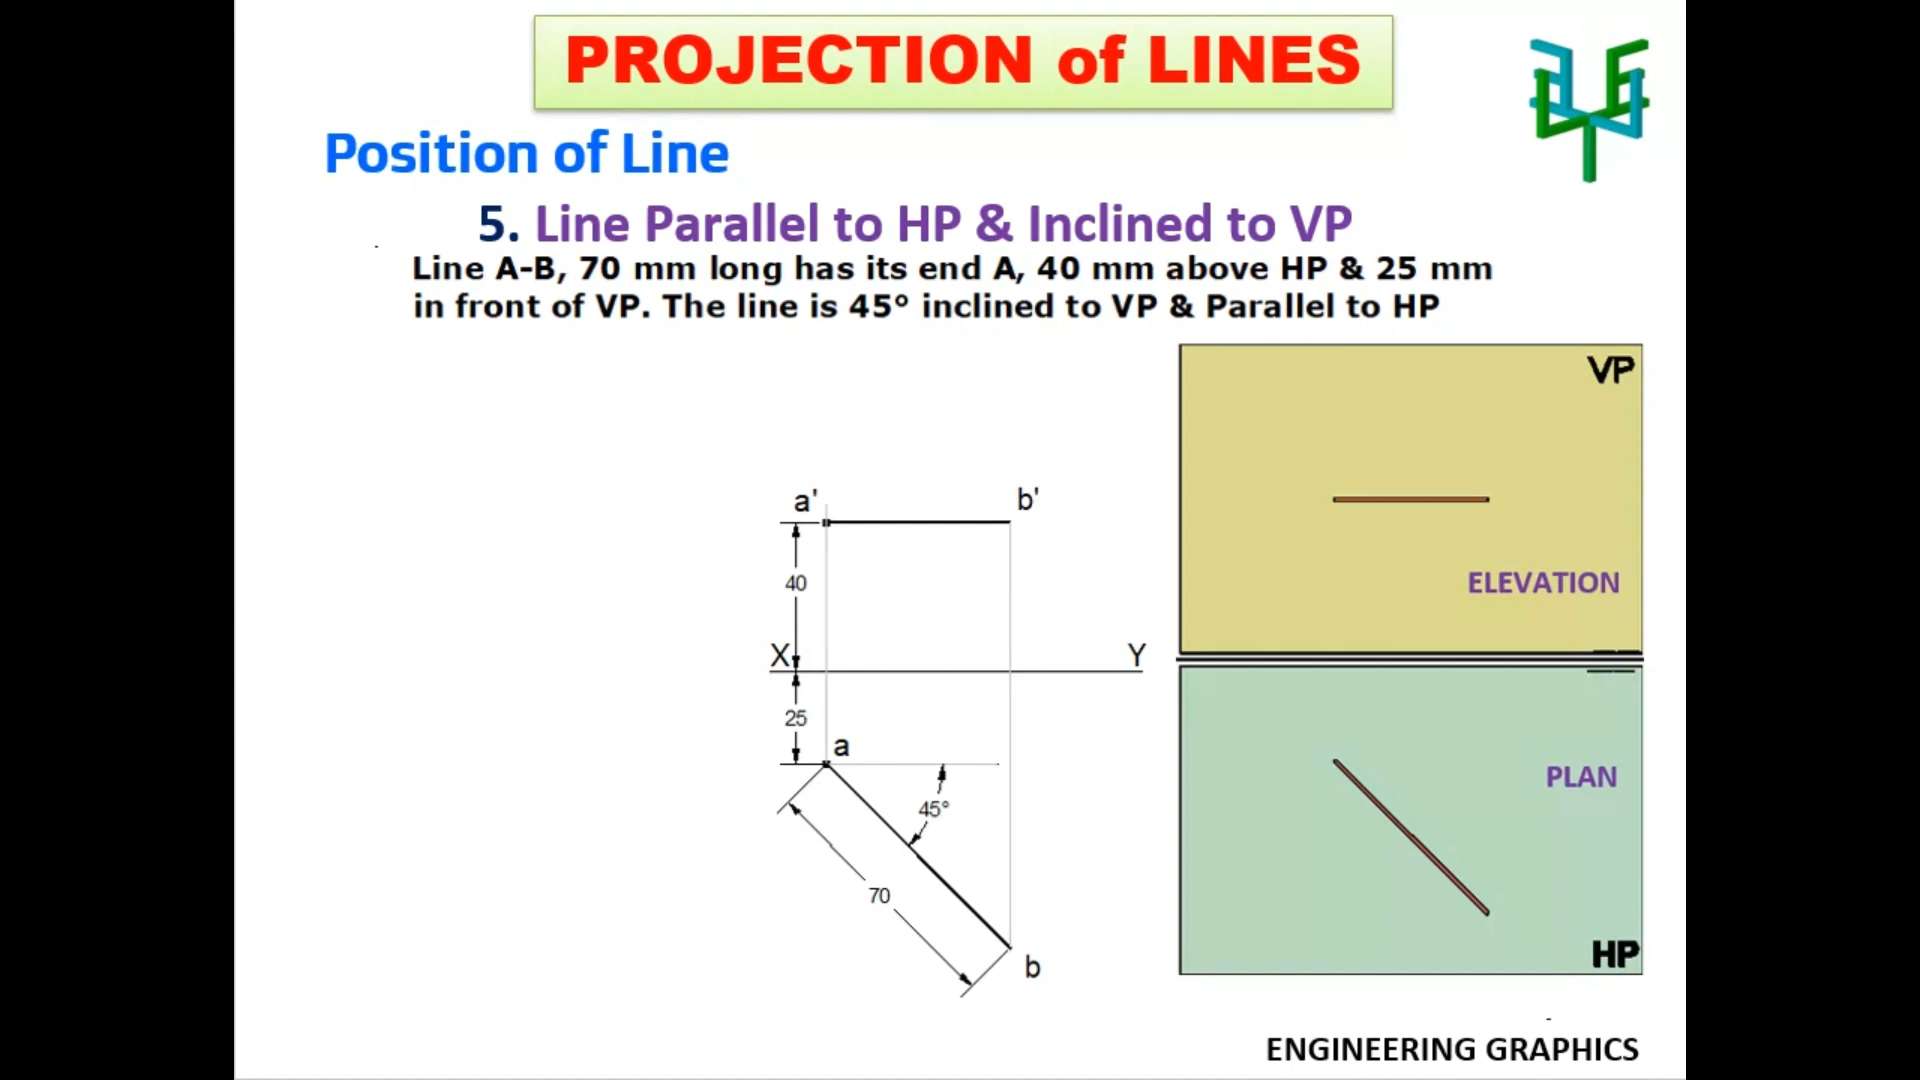 PROJECTION of LINES
Position of Line
5. Line Parallel to HP & Inclined to VP
Line A-B, 70 mm long has its end A, 40 mm above HP & 25 mm
in front of VP. The line is 45° inclined to VP & Parallel to HP
VP
a'
b'
40
ELEVATION
X
Y
25
a
45°
PLAN
70
b
HP
ENGINEERING GRAPHICS